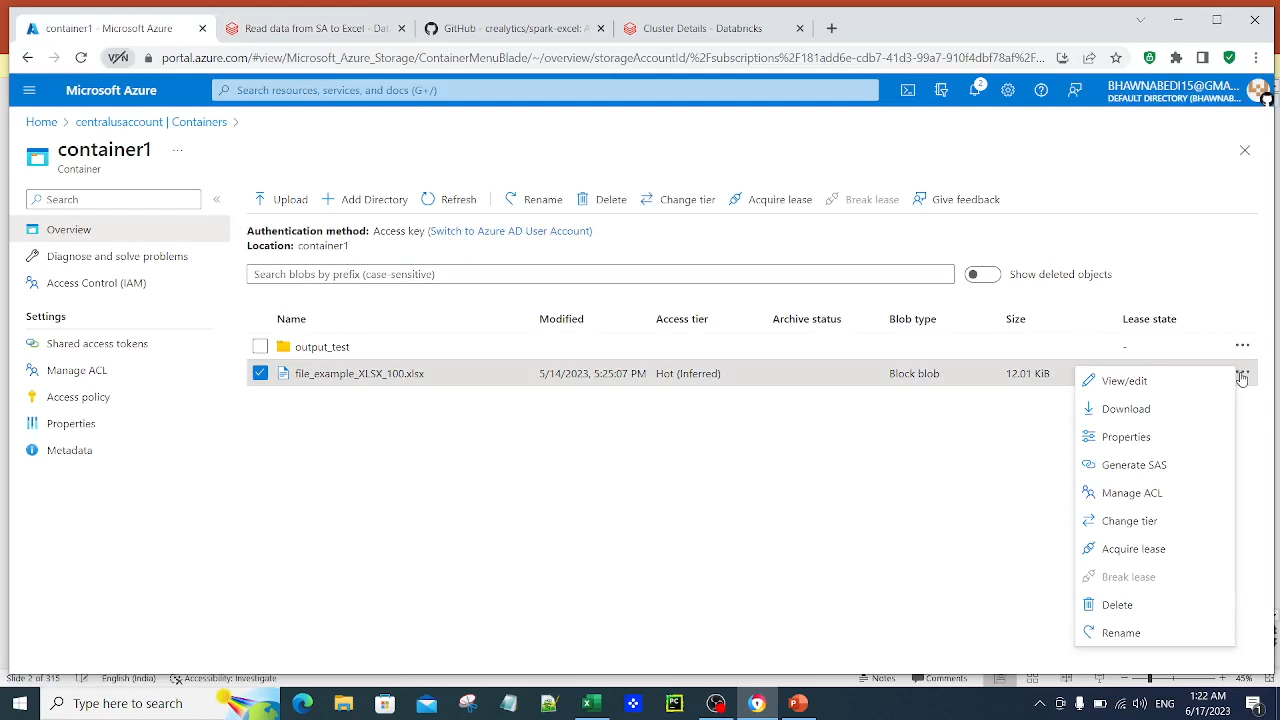 container1 - Microsoft Azure
Read data from SA to Excel - Dat
GitHub - crealytics/spark-excel: A
Cluster Details - Databricks
VPN
portal.azure.com/#view/Microsoft_Azure_Storage/ContainerMenuBlade/~/overview/storageAccountId/%2Fsubscriptions%2F181add6e-cdb7-41d3-99a7-910f4dbf78af%2F...
Microsoft Azure
Search resources, services, and docs (G+/)
2
BHAWNABEDI15@GMA...
DEFAULT DIRECTORY (BHAWNAB...
Home > centralusaccount | Containers >
container1 ...
Container
Search
«
Overview
Diagnose and solve problems
Access Control (IAM)
Settings
Shared access tokens
Manage ACL
Access policy
Properties
Metadata
Upload
Add Directory
Refresh
Rename
Delete
Change tier
Acquire lease
Break lease
Give feedback
Authentication method: Access key (Switch to Azure AD User Account)
Location: container1
Search blobs by prefix (case-sensitive)
Show deleted objects
Name Modified Access tier Archive status Blob type Size Lease state
output_test -
file_example_XLSX_100.xlsx 5/14/2023, 5:25:07 PM Hot (Inferred) Block blob 12.01 KiB
View/edit
Download
Properties
Generate SAS
Manage ACL
Change tier
Acquire lease
Break lease
Delete
Rename
Slide 2 of 315 English (India) Accessibility: Investigate Notes Comments 45%
Type here to search
ENG
1:22 AM
6/17/2023